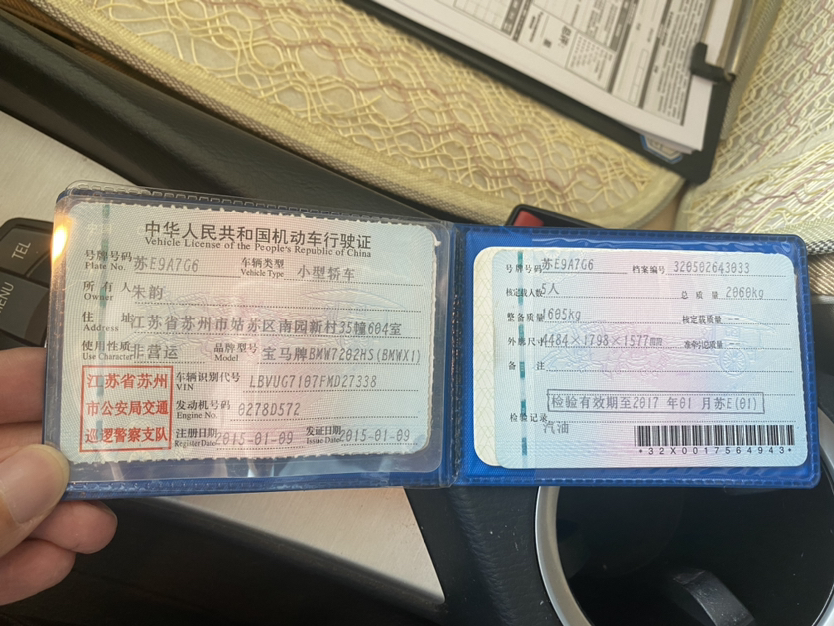 中华人民共和国机动车行驶证
Vehicle License of the People's Republic of China
号牌号码 苏E9A7G6 车辆类型 小型轿车
Plate No. Vehicle Type
所有人 朱韵
Owner
住址 江苏省苏州市姑苏区南园新村35幢604室
Address
使用性质 非营运 品牌型号 宝马牌BMW7202HS(BMWX1)
Use Character Model
江苏省苏州
市公安局交通
巡逻警察支队
车辆识别代号 LBVUG7107FMD27338
VIN
发动机号码 0278D572
Engine No.
注册日期 2015-01-09 发证日期 2015-01-09
Register Date Issue Date
号牌号码 苏E9A7G6 档案编号 320502643033
核定载人数 5人 总质量 2060kg
整备质量 1605kg 核定载质量 --
外廓尺寸 4484×1798×1577 准牵引总质量 --
备注
检验有效期至2017年01月苏E(01)
检验记录
汽油
*32X0017564943*
TEL
MENU